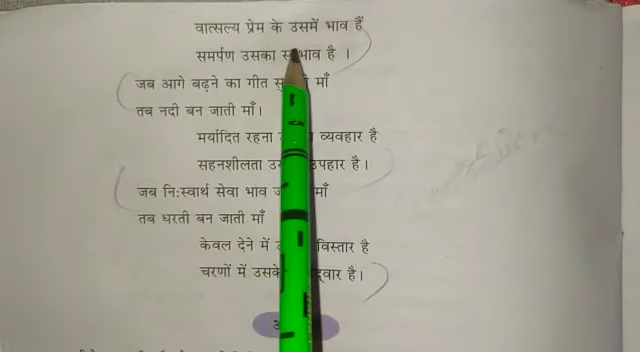 वात्सल्य प्रेम के उसमें भाव हैं
समर्पण उसका भाव है ।
जब आगे बढ़ने का गीत माँ
तब नदी बन जाती माँ।
मर्यादित रहना व्यवहार है
सहनशीलता उपहार है।
जब नि:स्वार्थ सेवा भाव माँ
तब धरती बन जाती माँ
केवल देने में विस्तार है
चरणों में उसके है।